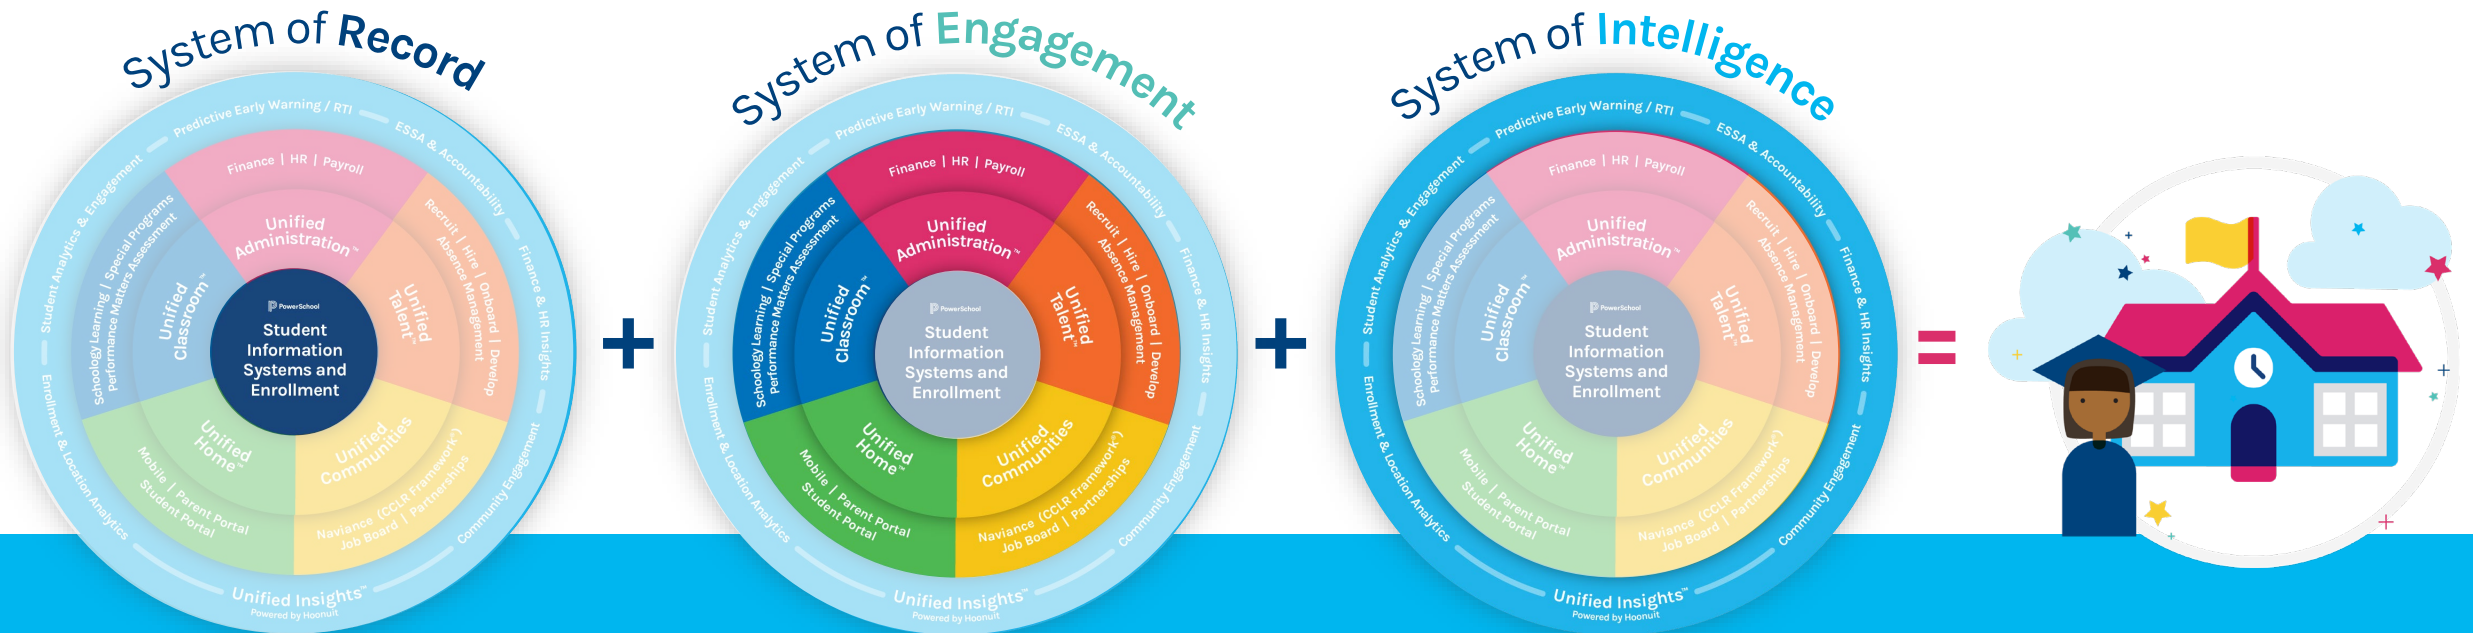 System of Record
Predictive Early Warning / RTI
ESSA & Accountability
Finance & HR Insights
Community Engagement
Unified Insights™
Powered by Hoonuit
Enrollment & Location Analytics
Student Analytics & Engagement
Finance | HR | Payroll
Unified
Administration™
Recruit | Hire | Onboard | Develop
Absence Management
Unified
Talent™
Naviance (CCLR Framework®)
Job Board | Partnerships
Unified
Communities
Mobile | Parent Portal
Student Portal
Unified
Home™
Schoology Learning | Special Programs
Performance Matters Assessment
Unified
Classroom™
PowerSchool
Student
Information
Systems and
Enrollment
+
System of Engagement
Predictive Early Warning / RTI
ESSA & Accountability
Finance & HR Insights
Community Engagement
Unified Insights™
Powered by Hoonuit
Enrollment & Location Analytics
Student Analytics & Engagement
Finance | HR | Payroll
Unified
Administration™
Recruit | Hire | Onboard | Develop
Absence Management
Unified
Talent™
Naviance (CCLR Framework®)
Job Board | Partnerships
Unified
Communities
Mobile | Parent Portal
Student Portal
Unified
Home™
Schoology Learning | Special Programs
Performance Matters Assessment
Unified
Classroom™
PowerSchool
Student
Information
Systems and
Enrollment
+
System of Intelligence
Predictive Early Warning / RTI
ESSA & Accountability
Finance & HR Insights
Community Engagement
Unified Insights™
Powered by Hoonuit
Enrollment & Location Analytics
Student Analytics & Engagement
Finance | HR | Payroll
Unified
Administration™
Recruit | Hire | Onboard | Develop
Absence Management
Unified
Talent™
Naviance (CCLR Framework®)
Job Board | Partnerships
Unified
Communities
Mobile | Parent Portal
Student Portal
Unified
Home™
Schoology Learning | Special Programs
Performance Matters Assessment
Unified
Classroom™
PowerSchool
Student
Information
Systems and
Enrollment
=